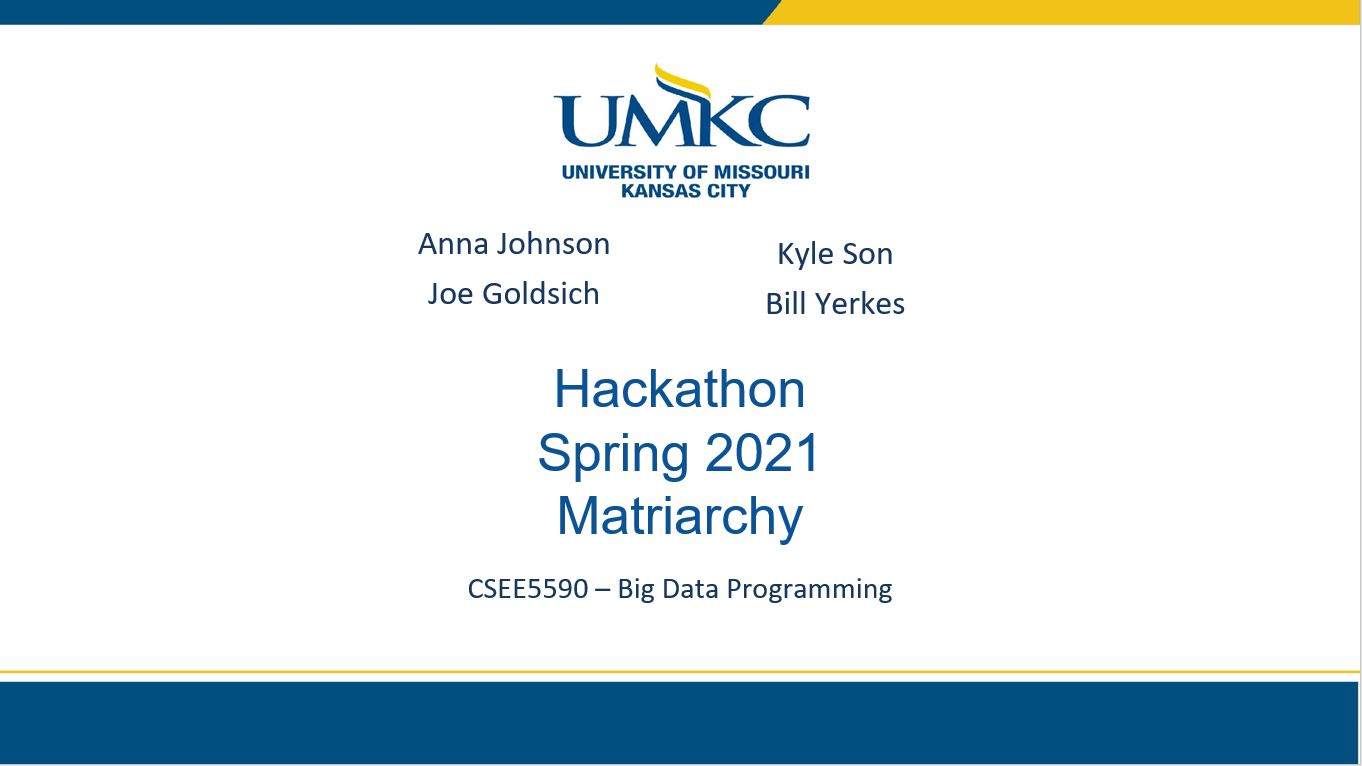 UMKC
UNIVERSITY OF MISSOURI
KANSAS CITY
Anna Johnson
Joe Goldsich
Kyle Son
Bill Yerkes
Hackathon
Spring 2021
Matriarchy
CSEE5590 – Big Data Programming